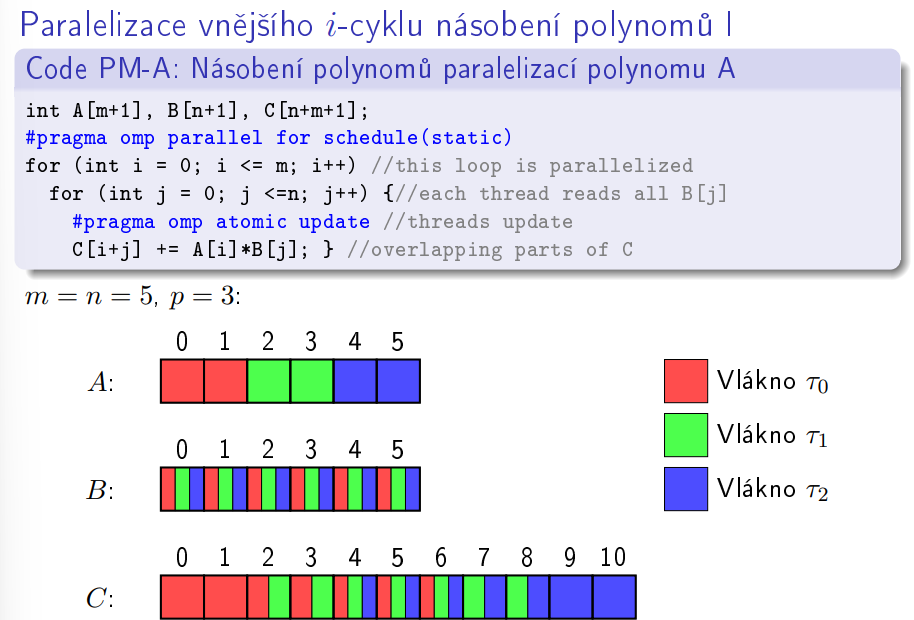 Paralelizace vnějšího i-cyklu násobení polynomů I
Code PM-A: Násobení polynomů paralelizací polynomu A
int A[m+1], B[n+1], C[n+m+1];
#pragma omp parallel for schedule(static)
for (int i = 0; i <= m; i++) //this loop is parallelized
for (int j = 0; j <=n; j++) {//each thread reads all B[j]
#pragma omp atomic update //threads update
C[i+j] += A[i]*B[j]; } //overlapping parts of C
m = n = 5, p = 3:
0 1 2 3 4 5
A:
Vlákno τ0
0 1 2 3 4 5
Vlákno τ1
B:
Vlákno τ2
0 1 2 3 4 5 6 7 8 9 10
C: